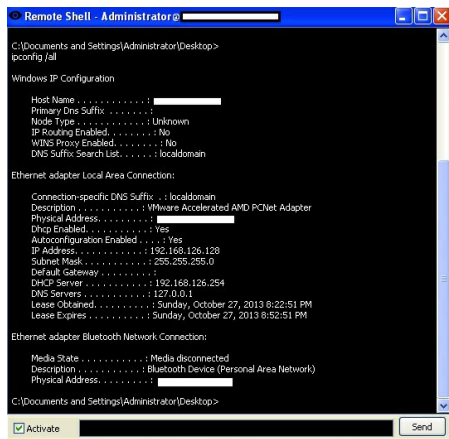 Remote Shell - Administrator@
C:\Documents and Settings\Administrator\Desktop>
ipconfig /all
Windows IP Configuration
Host Name . . . . . . . . . . . . :
Primary Dns Suffix . . . . . . . :
Node Type . . . . . . . . . . . . : Unknown
IP Routing Enabled. . . . . . . . : No
WINS Proxy Enabled. . . . . . . . : No
DNS Suffix Search List. . . . . . : localdomain
Ethernet adapter Local Area Connection:
Connection-specific DNS Suffix . : localdomain
Description . . . . . . . . . . . : VMware Accelerated AMD PCNet Adapter
Physical Address. . . . . . . . . :
Dhcp Enabled. . . . . . . . . . . : Yes
Autoconfiguration Enabled . . . . : Yes
IP Address. . . . . . . . . . . . : 192.168.126.128
Subnet Mask . . . . . . . . . . . : 255.255.255.0
Default Gateway . . . . . . . . . :
DHCP Server . . . . . . . . . . . : 192.168.126.254
DNS Servers . . . . . . . . . . . : 127.0.0.1
Lease Obtained. . . . . . . . . . : Sunday, October 27, 2013 8:22:51 PM
Lease Expires . . . . . . . . . . : Sunday, October 27, 2013 8:52:51 PM
Ethernet adapter Bluetooth Network Connection:
Media State . . . . . . . . . . . : Media disconnected
Description . . . . . . . . . . . : Bluetooth Device (Personal Area Network)
Physical Address. . . . . . . . . :
C:\Documents and Settings\Administrator\Desktop>
Activate
Send